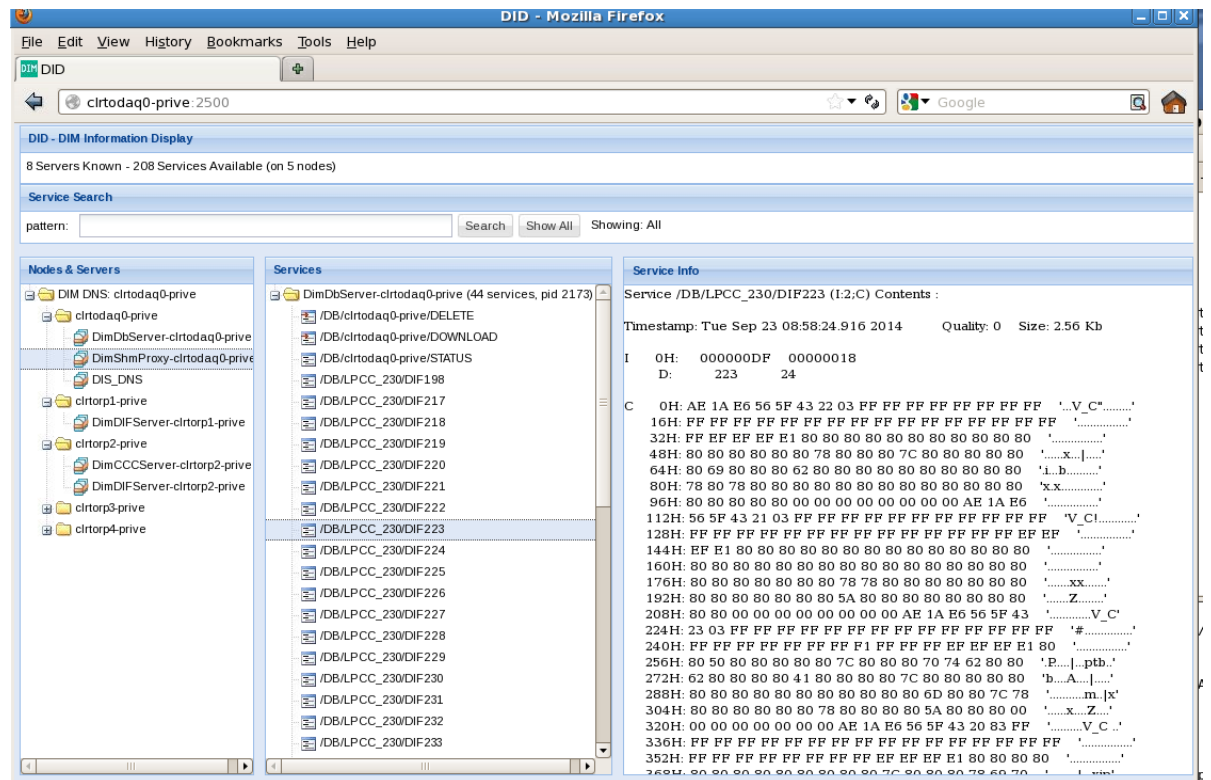 DID - Mozilla Firefox
File Edit View History Bookmarks Tools Help
DIM DID
clrtodaq0-prive:2500
Google
DID - DIM Information Display
8 Servers Known - 208 Services Available (on 5 nodes)
Service Search
pattern: Search Show All Showing: All
Nodes & Servers
DIM DNS: clrtodaq0-prive
clrtodaq0-prive
DimDbServer-clrtodaq0-prive
DimShmProxy-clrtodaq0-prive
DIS_DNS
clrtorp1-prive
DimDIFServer-clrtorp1-prive
clrtorp2-prive
DimCCCServer-clrtorp2-prive
DimDIFServer-clrtorp2-prive
clrtorp3-prive
clrtorp4-prive
Services
DimDbServer-clrtodaq0-prive (44 services, pid 2173)
/DB/clrtodaq0-prive/DELETE
/DB/clrtodaq0-prive/DOWNLOAD
/DB/clrtodaq0-prive/STATUS
/DB/LPCC_230/DIF198
/DB/LPCC_230/DIF217
/DB/LPCC_230/DIF218
/DB/LPCC_230/DIF219
/DB/LPCC_230/DIF220
/DB/LPCC_230/DIF221
/DB/LPCC_230/DIF222
/DB/LPCC_230/DIF223
/DB/LPCC_230/DIF224
/DB/LPCC_230/DIF225
/DB/LPCC_230/DIF226
/DB/LPCC_230/DIF227
/DB/LPCC_230/DIF228
/DB/LPCC_230/DIF229
/DB/LPCC_230/DIF230
/DB/LPCC_230/DIF231
/DB/LPCC_230/DIF232
/DB/LPCC_230/DIF233
Service Info
Service /DB/LPCC_230/DIF223 (I:2;C) Contents :
Timestamp: Tue Sep 23 08:58:24.916 2014 Quality: 0 Size: 2.56 Kb
I 0H: 000000DF 00000018
D: 223 24
C 0H: AE 1A E6 56 5F 43 22 03 FF FF FF FF FF FF FF FF '...V_C"........'
16H: FF FF FF FF FF FF FF FF FF FF FF FF FF FF FF FF '................'
32H: FF EF EF EF E1 80 80 80 80 80 80 80 80 80 80 80 '................'
48H: 80 80 80 80 80 80 78 80 80 80 7C 80 80 80 80 80 '......x...|.....'
64H: 80 69 80 80 80 62 80 80 80 80 80 80 80 80 80 80 '.i...b..........'
80H: 78 80 78 80 80 80 80 80 80 80 80 80 80 80 80 80 'x.x.............'
96H: 80 80 80 80 80 00 00 00 00 00 00 00 00 AE 1A E6 '................'
112H: 56 5F 43 21 03 FF FF FF FF FF FF FF FF FF FF FF 'V_C!............'
128H: FF FF FF FF FF FF FF FF FF FF FF FF FF FF EF EF '................'
144H: EF E1 80 80 80 80 80 80 80 80 80 80 80 80 80 80 '................'
160H: 80 80 80 80 80 80 80 80 80 80 80 80 80 80 80 80 '................'
176H: 80 80 80 80 80 80 80 78 78 80 80 80 80 80 80 80 '.......xx.......'
192H: 80 80 80 80 80 80 80 5A 80 80 80 80 80 80 80 80 '.......Z........'
208H: 80 80 00 00 00 00 00 00 00 00 AE 1A E6 56 5F 43 '.............V_C'
224H: 23 03 FF FF FF FF FF FF FF FF FF FF FF FF FF FF '#...............'
240H: FF FF FF FF FF FF FF F1 FF FF FF EF EF EF E1 80 '................'
256H: 80 50 80 80 80 80 80 7C 80 80 80 70 74 62 80 80 '.P.....|...ptb..'
272H: 62 80 80 80 80 41 80 80 80 80 7C 80 80 80 80 80 'b....A....|.....'
288H: 80 80 80 80 80 80 80 80 80 80 80 6D 80 80 7C 78 '...........m..|x'
304H: 80 80 80 80 80 80 78 80 80 80 80 5A 80 80 80 00 '......x....Z....'
320H: 00 00 00 00 00 00 00 AE 1A E6 56 5F 43 20 83 FF '..........V_C ..'
336H: FF FF FF FF FF FF FF FF FF FF FF FF FF FF FF FF '................'
352H: FF FF FF FF FF FF FF FF EF EF EF E1 80 80 80 80 '................'